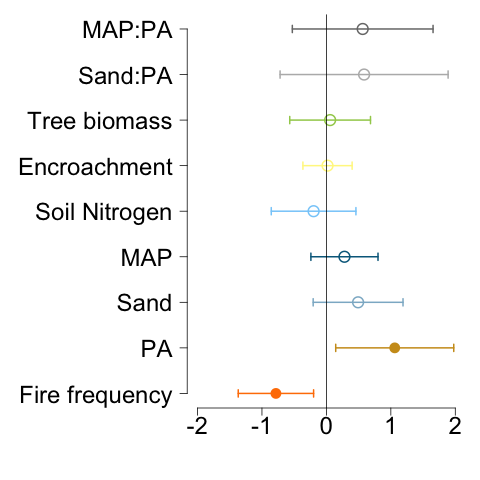 MAP:PA
Sand:PA
Tree biomass
Encroachment
Soil Nitrogen
MAP
Sand
PA
Fire frequency
-2 -1 0 1 2